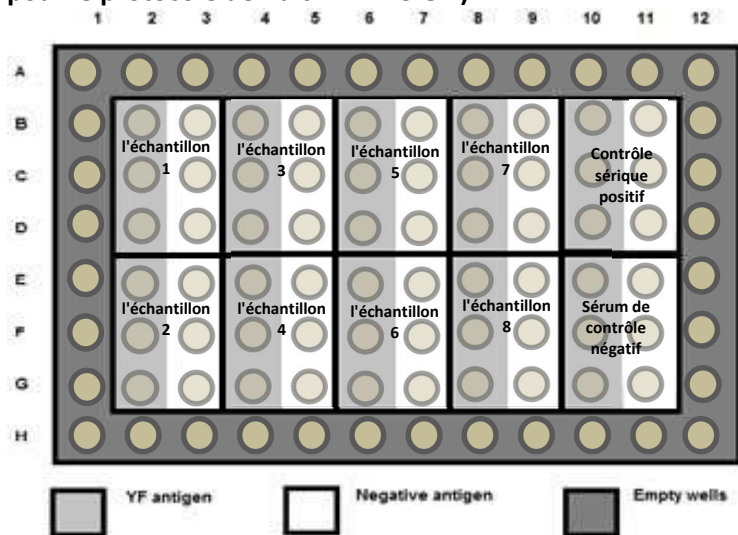 1 2 3 4 5 6 7 8 9 10 11 12
A
B
C
D
E
F
G
H
l'échantillon
1
l'échantillon
3
l'échantillon
5
l'échantillon
7
Contrôle
sérique
positif
l'échantillon
2
l'échantillon
4
l'échantillon
6
l'échantillon
8
Sérum de
contrôle
négatif
YF antigen
Negative antigen
Empty wells